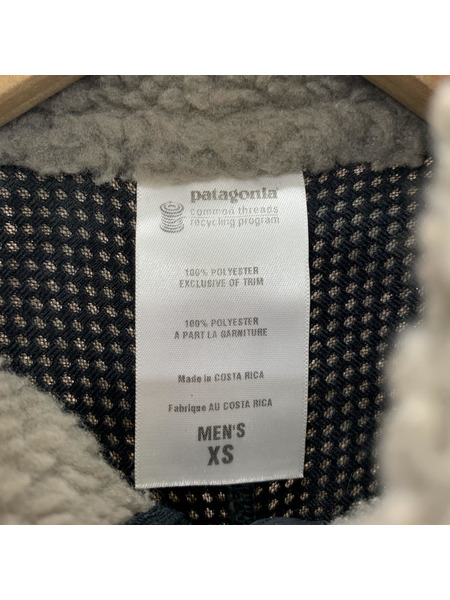 patagonia
common threads
recycling program
100% POLYESTER
EXCLUSIVE OF TRIM
100% POLYESTER
A PART LA GARNITURE
Made in COSTA RICA
Fabrique AU COSTA RICA
MEN'S
XS